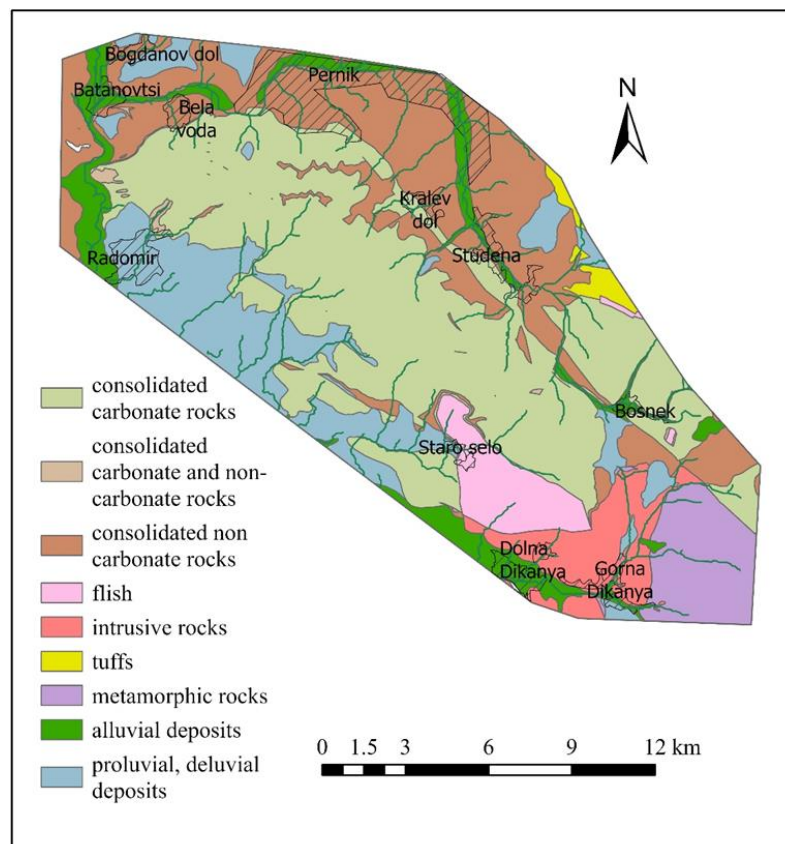 Bogdanov dol
Pernik
Batanovtsi
Bela
voda
N
Kralev
dol
Radomir
Studena
Bosnek
Staro selo
Dolna
Dikanya
Gorna
Dikanya
consolidated
carbonate rocks
consolidated
carbonate and non-
carbonate rocks
consolidated non
carbonate rocks
flish
intrusive rocks
tuffs
metamorphic rocks
alluvial deposits
proluvial, deluvial
deposits
0 1.5 3 6 9 12 km